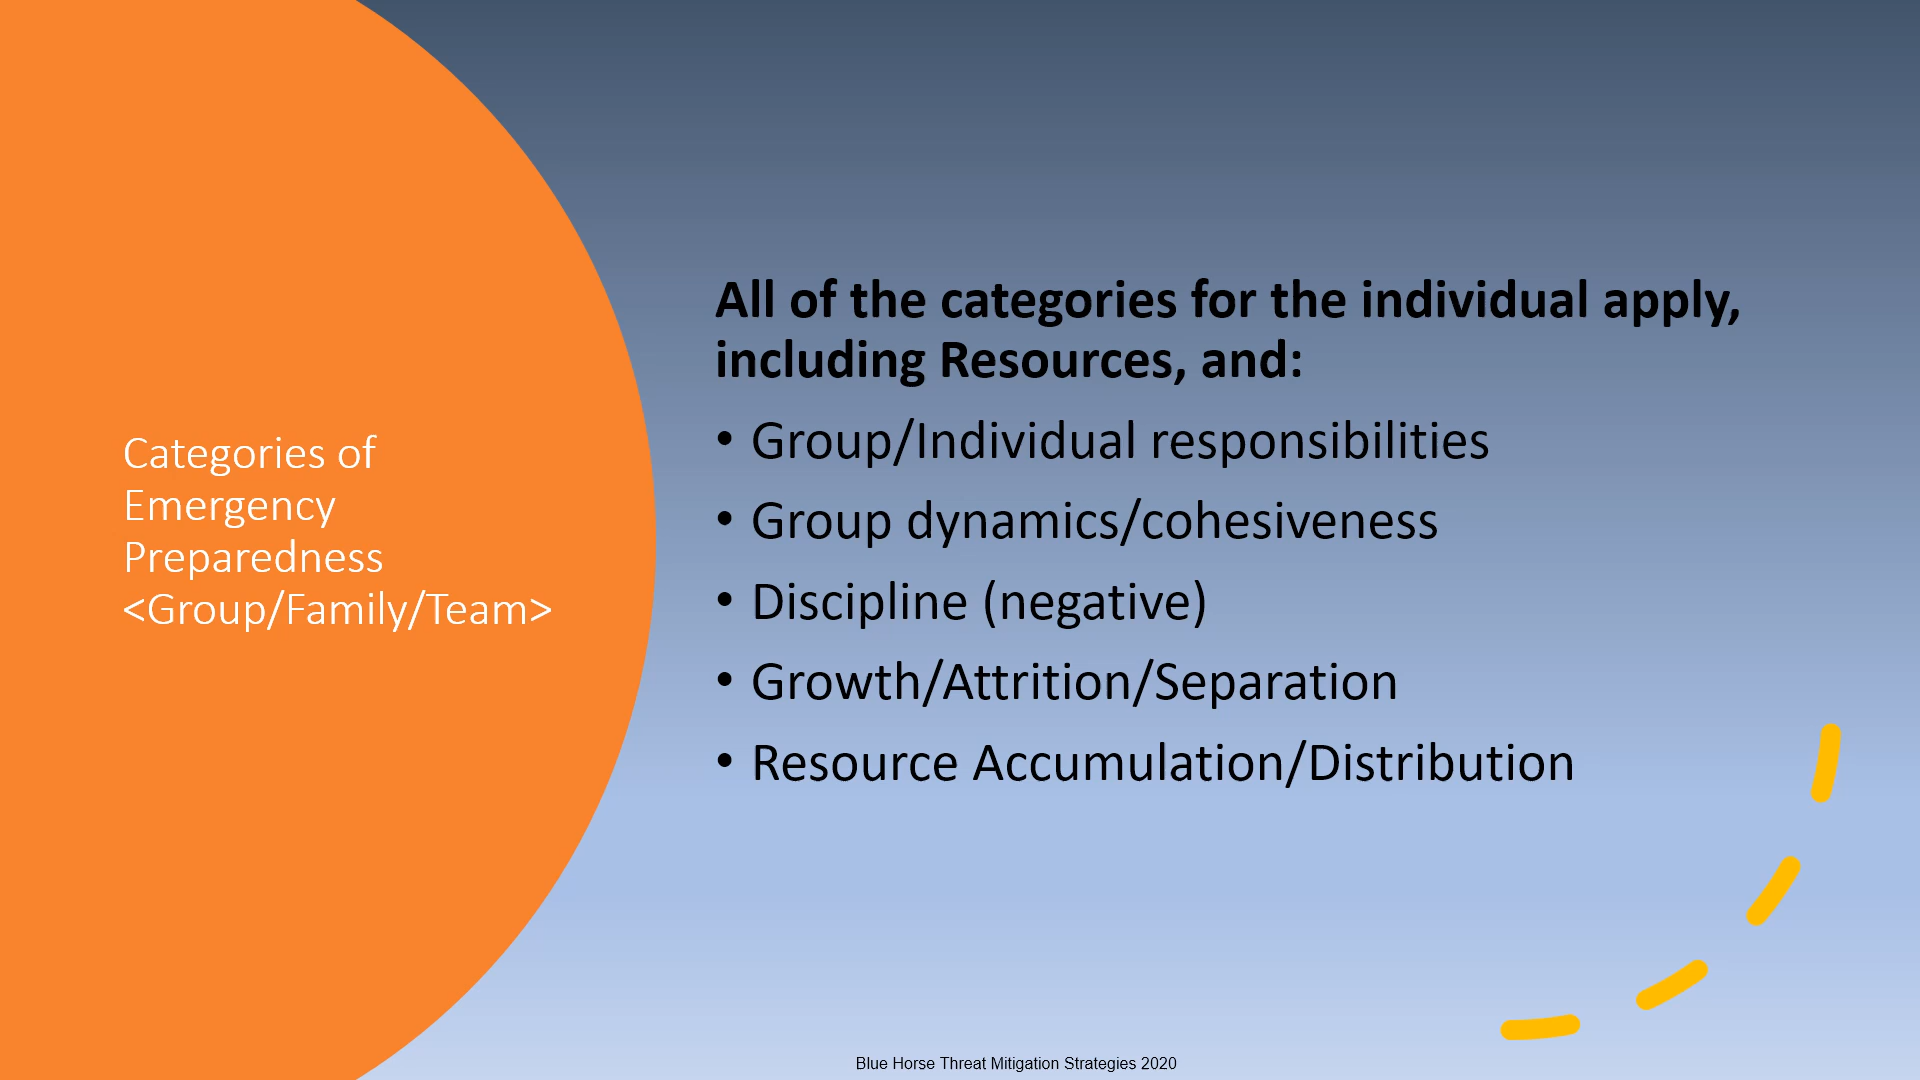 Categories of
Emergency
Preparedness
<Group/Family/Team>
All of the categories for the individual apply,
including Resources, and:
• Group/Individual responsibilities
• Group dynamics/cohesiveness
• Discipline (negative)
• Growth/Attrition/Separation
• Resource Accumulation/Distribution
Blue Horse Threat Mitigation Strategies 2020